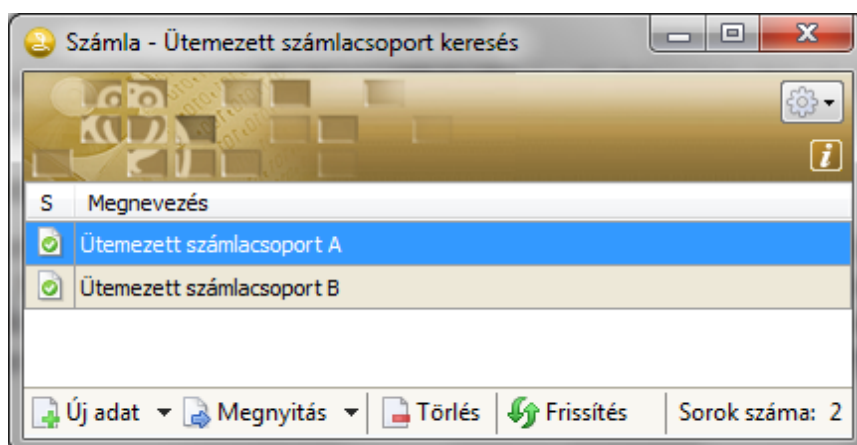 Számla - Ütemezett számlacsoport keresés
S Megnevezés
Ütemezett számlacsoport A
Ütemezett számlacsoport B
Új adat Megnyitás Törlés Frissítés Sorok száma: 2